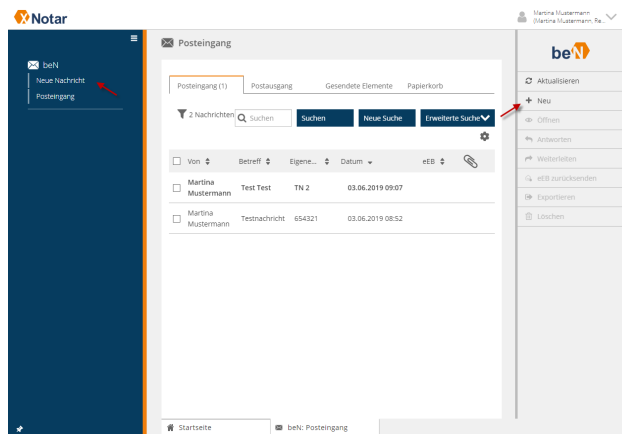 XNotar
Martina Mustermann
(Martina Mustermann, Re...
beN
Neue Nachricht
Posteingang
Posteingang
Posteingang (1)
Postausgang
Gesendete Elemente
Papierkorb
2 Nachrichten
Suchen
Suchen
Neue Suche
Erweiterte Suche
Von
Betreff
Eigene...
Datum
eEB
Martina Mustermann
Test Test
TN 2
03.06.2019 09:07
Martina Mustermann
Testnachricht
654321
03.06.2019 08:52
beN
Aktualisieren
Neu
Öffnen
Antworten
Weiterleiten
eEB zurücksenden
Exportieren
Löschen
Startseite
beN: Posteingang